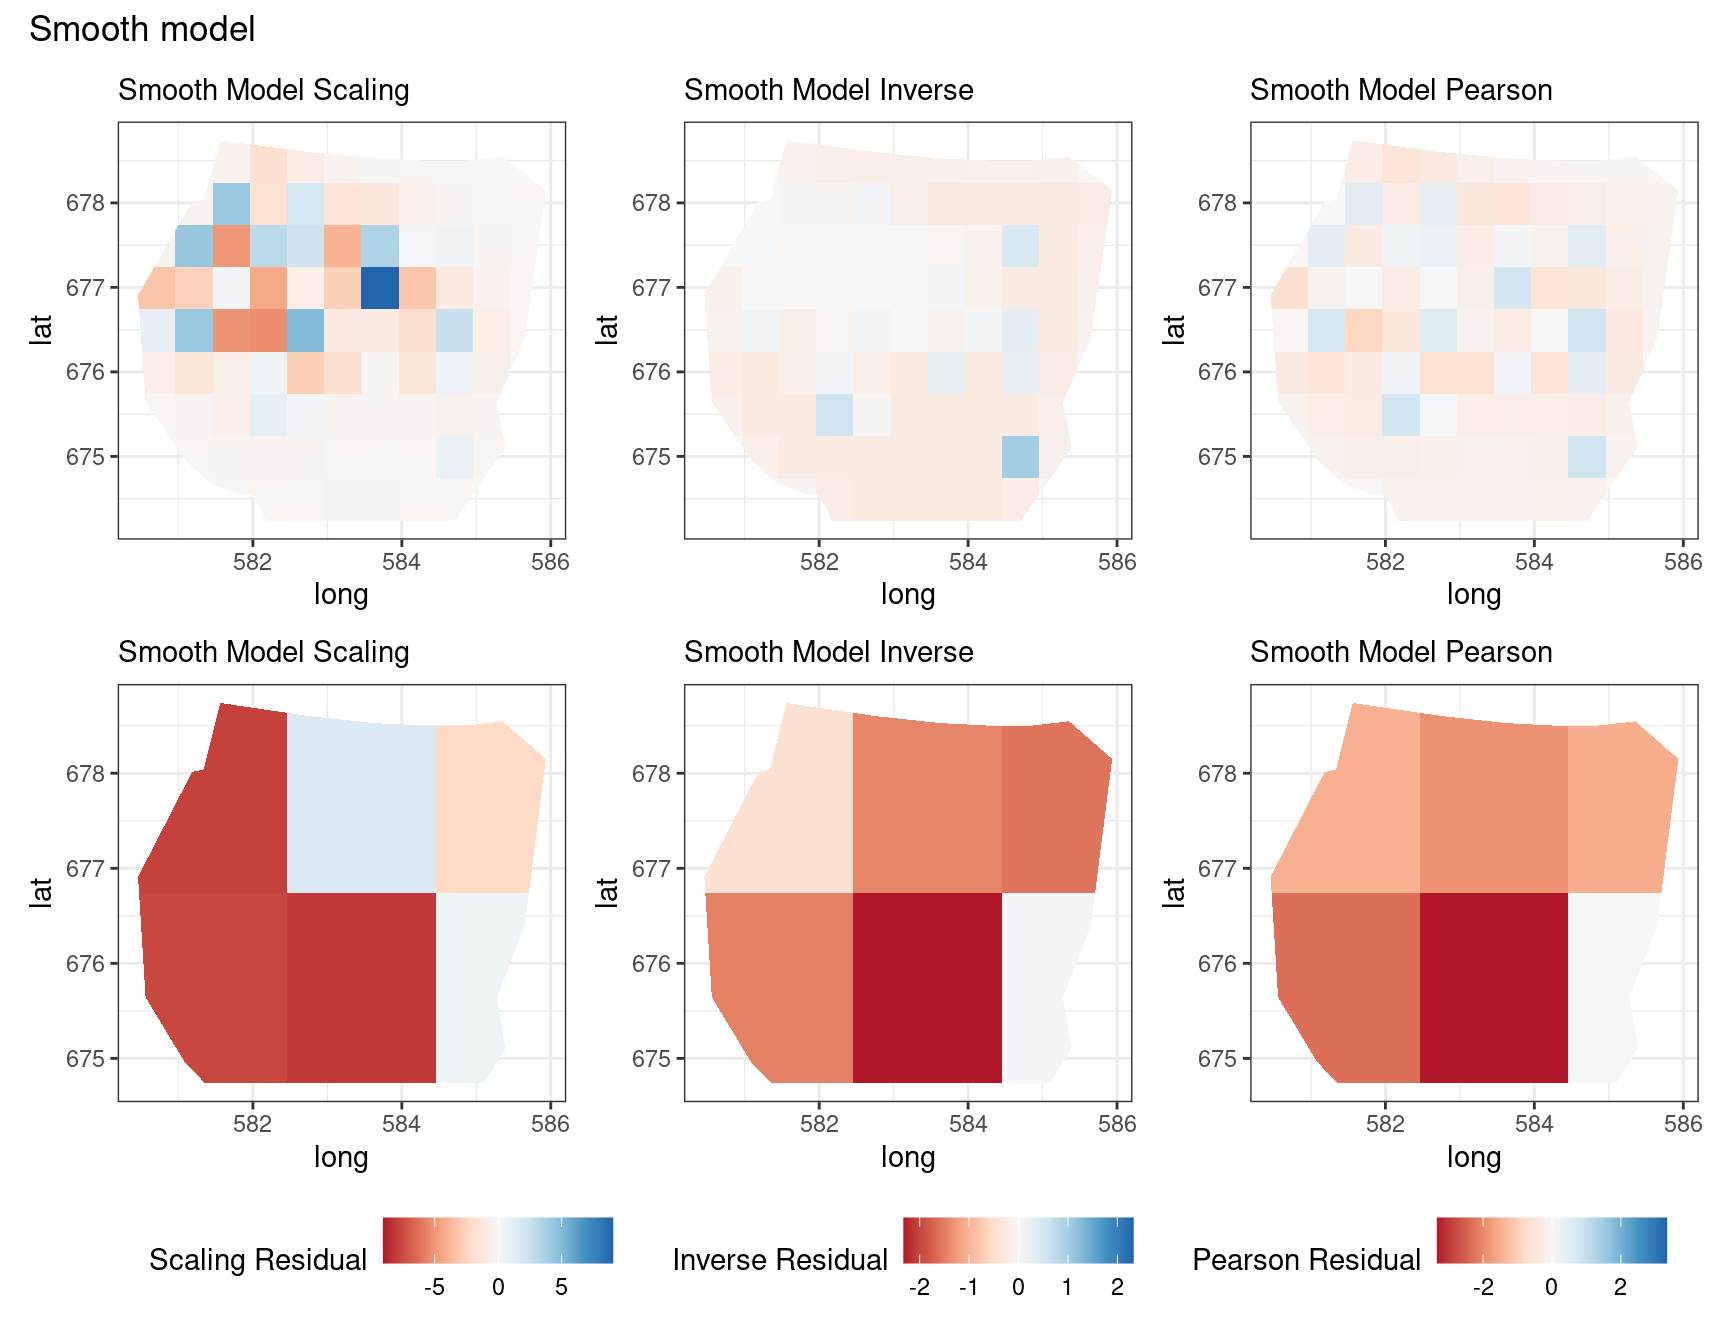 Smooth model
Smooth Model Scaling
Smooth Model Inverse
Smooth Model Pearson
678
677
676
675
lat
582
584
586
long
678
677
676
675
lat
582
584
586
long
678
677
676
675
lat
582
584
586
long
Smooth Model Scaling
Smooth Model Inverse
Smooth Model Pearson
678
677
676
675
lat
582
584
586
long
678
677
676
675
lat
582
584
586
long
678
677
676
675
lat
582
584
586
long
Scaling Residual
-5
0
5
Inverse Residual
-2
-1
0
1
2
Pearson Residual
-2
0
2